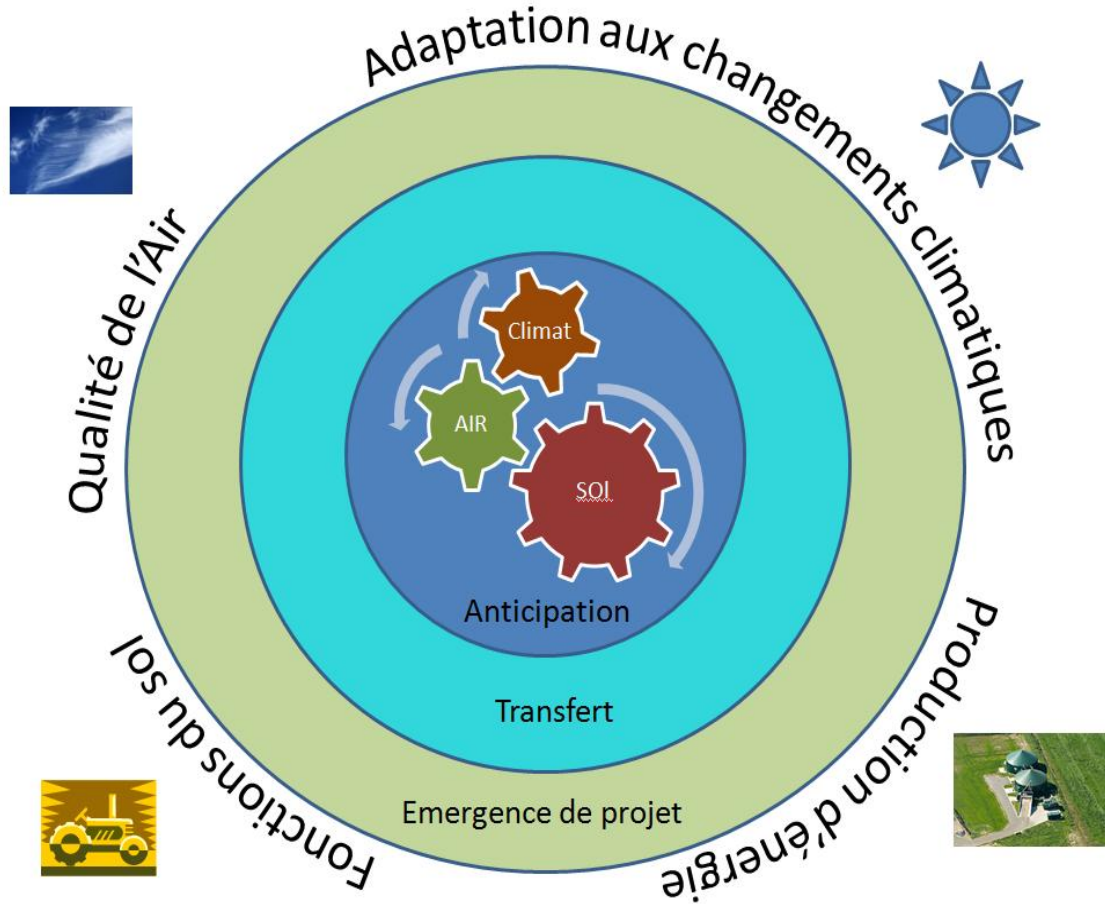 Adaptation aux changements climatiques
Qualité de l'Air
Climat
AIR
SOl
Anticipation
Transfert
Emergence de projet
Fonctions du sol
Production d'énergie